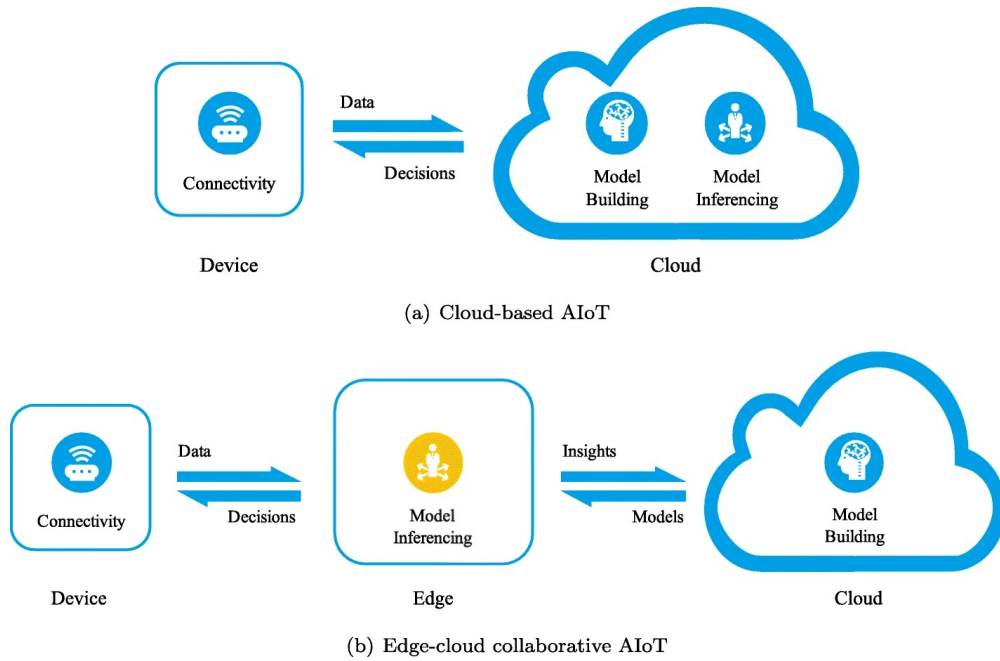 Data
Decisions
Connectivity
Model
Building
Model
Inferencing
Device
Cloud
(a) Cloud-based AIoT
Data
Decisions
Insights
Models
Connectivity
Model
Inferencing
Model
Building
Device
Edge
Cloud
(b) Edge-cloud collaborative AIoT